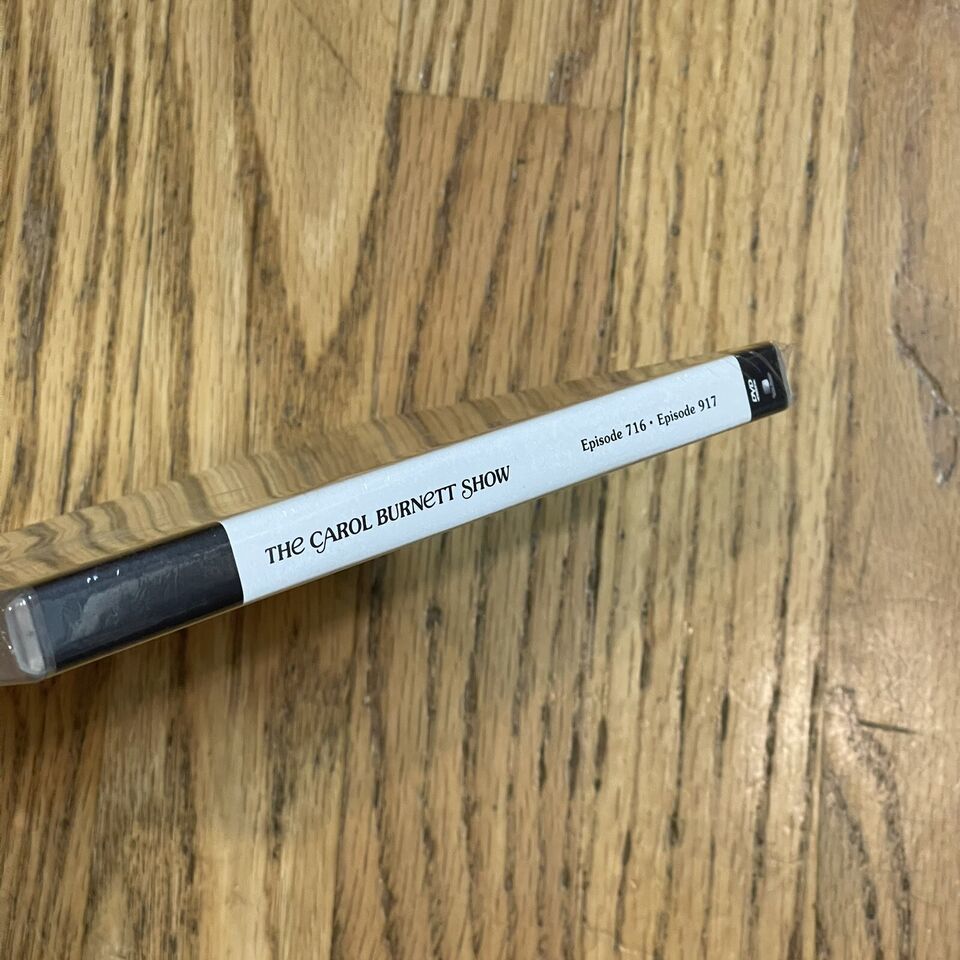 THE CAROL BURNETT SHOW
Episode 716 • Episode 917
DVD